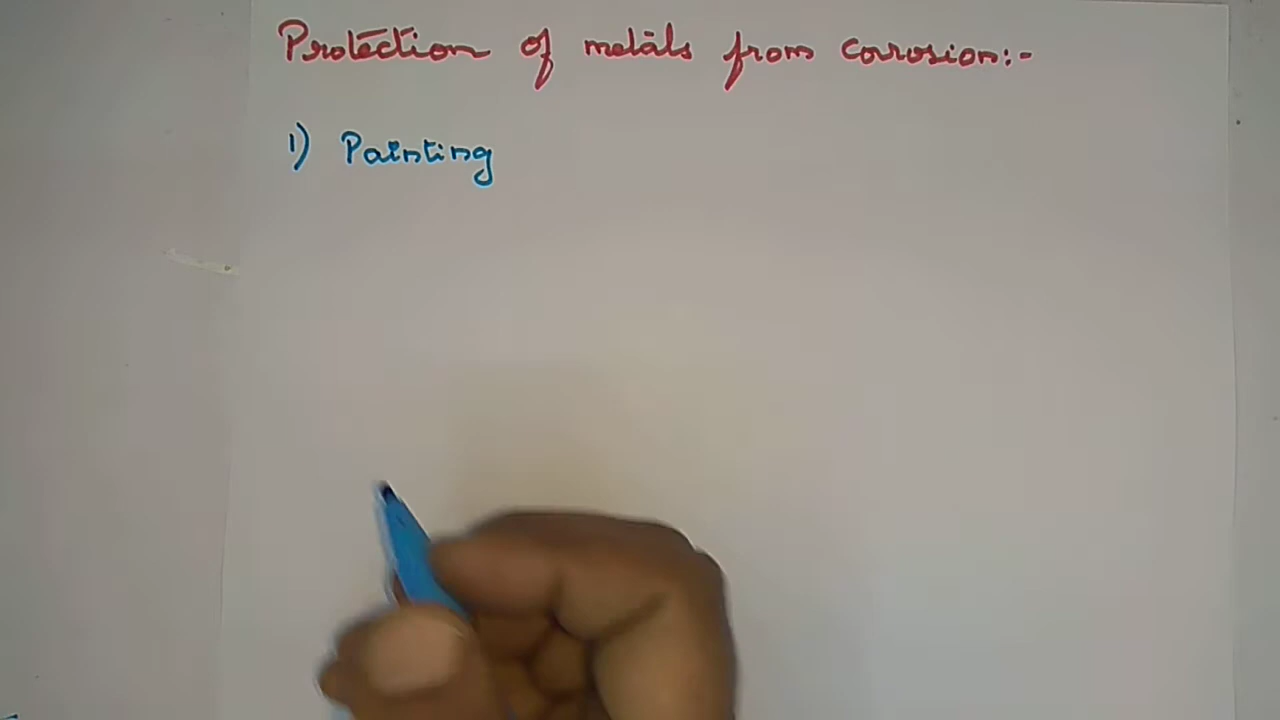 Protection of metals from corrosion:-
1) Painting